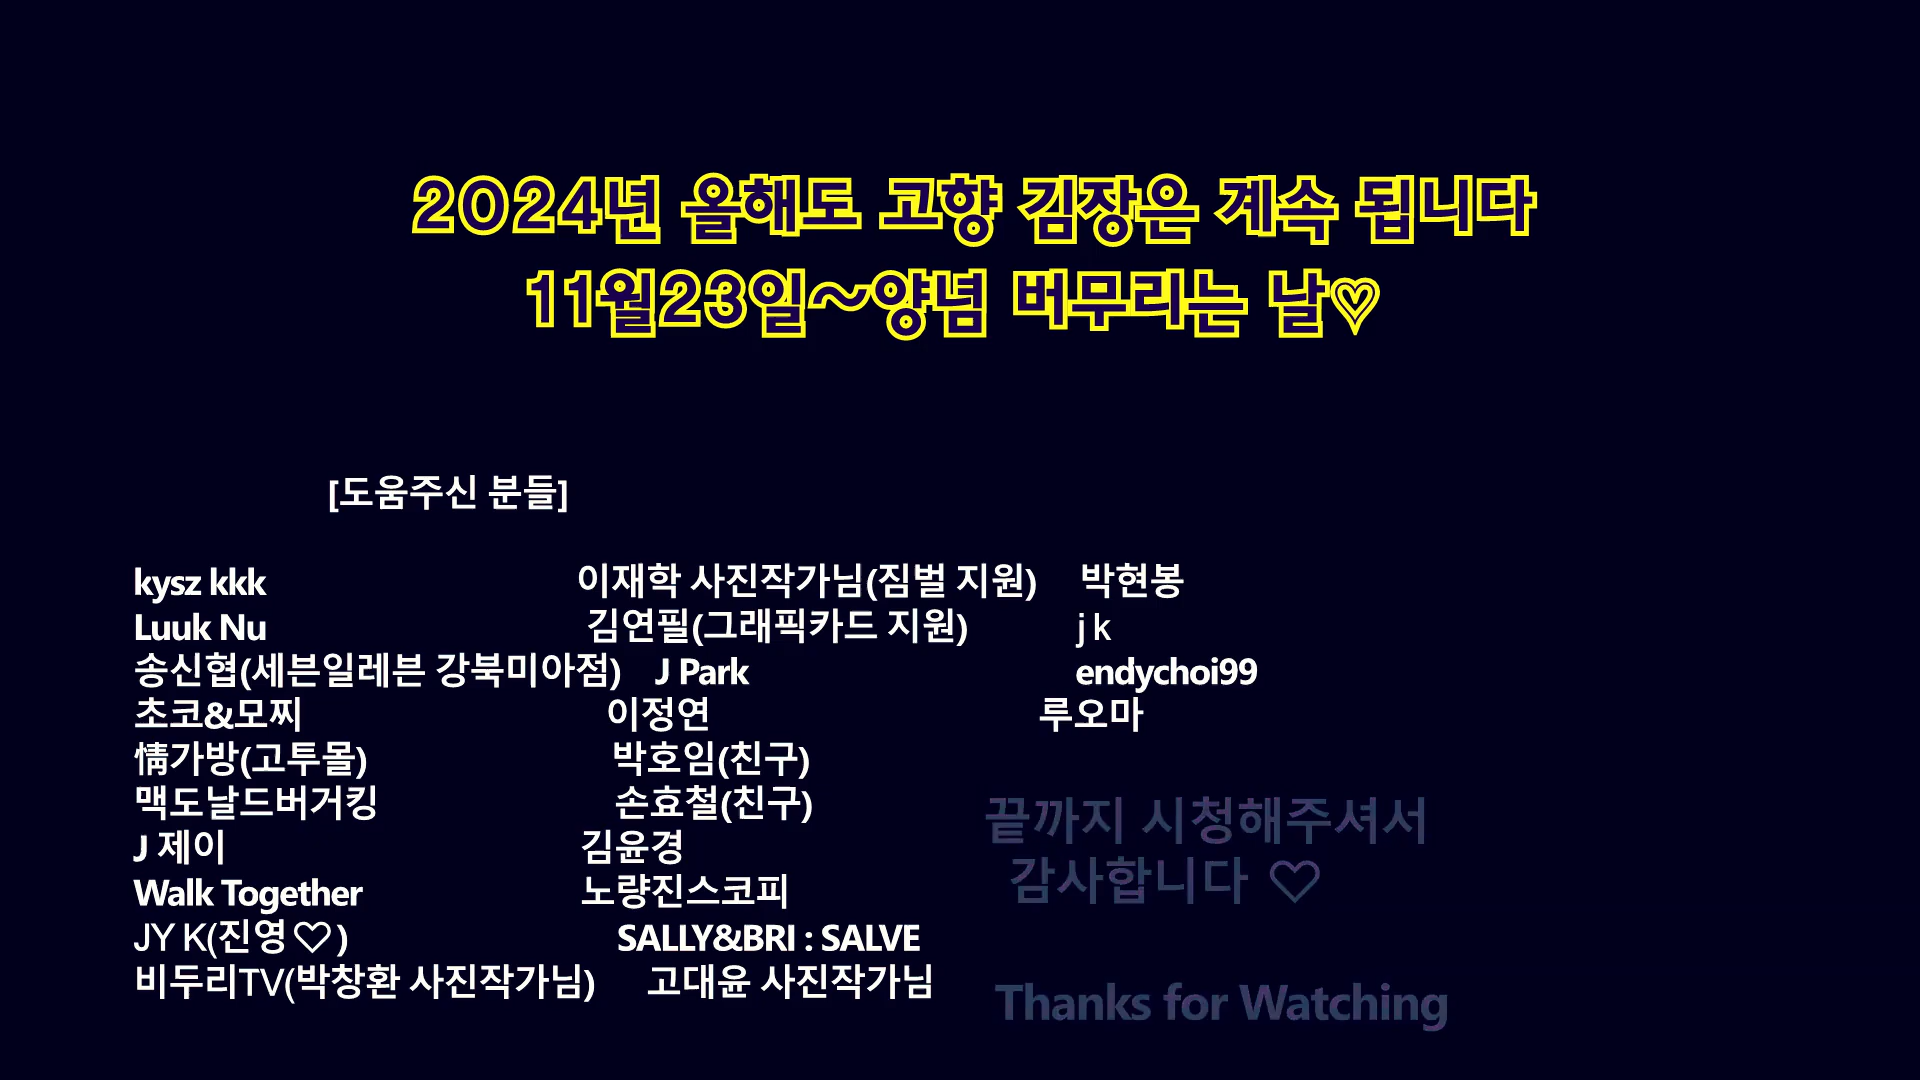 2024년 올해도 고향 김장은 계속 됩니다
11월23일~양념 버무리는 날♡
[도움주신 분들]
kysz kkk 이재학 사진작가님(짐벌 지원) 박현봉
Luuk Nu 김연필(그래픽카드 지원) j k
송신협(세븐일레븐 강북미아점) J Park endychoi99
초코&모찌 이정연 루오마
情가방(고투몰) 박호임(친구)
맥도날드버거킹 손효철(친구)
J 제이 김윤경
Walk Together 노량진스코피
JY K(진영♡) SALLY&BRI : SALVE
비두리TV(박창환 사진작가님) 고대윤 사진작가님
끝까지 시청해주셔서
감사합니다 ♡
Thanks for Watching